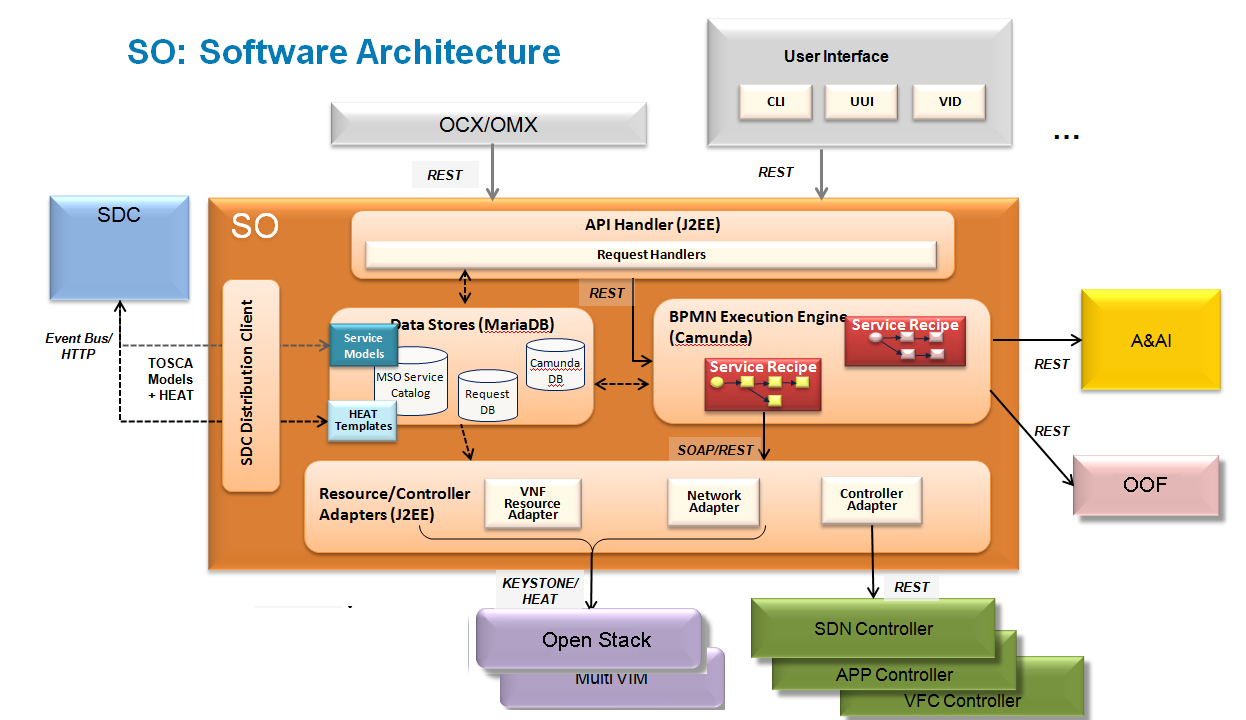 SO: Software Architecture
User Interface
CLI
UUI
VID
OCX/OMX
...
REST
REST
SDC
SO
API Handler (J2EE)
Request Handlers
SDC Distribution Client
Event Bus/
HTTP
TOSCA
Models
+ HEAT
REST
Data Stores (MariaDB)
Service
Models
MSO Service
Catalog
Request
DB
Camunda
DB
HEAT
Templates
BPMN Execution Engine
(Camunda)
Service Recipe
Service Recipe
REST
A&AI
REST
OOF
SOAP/REST
Resource/Controller
Adapters (J2EE)
VNF
Resource
Adapter
Network
Adapter
Controller
Adapter
KEYSTONE/
HEAT
REST
Open Stack
Multi VIM
SDN Controller
APP Controller
VFC Controller